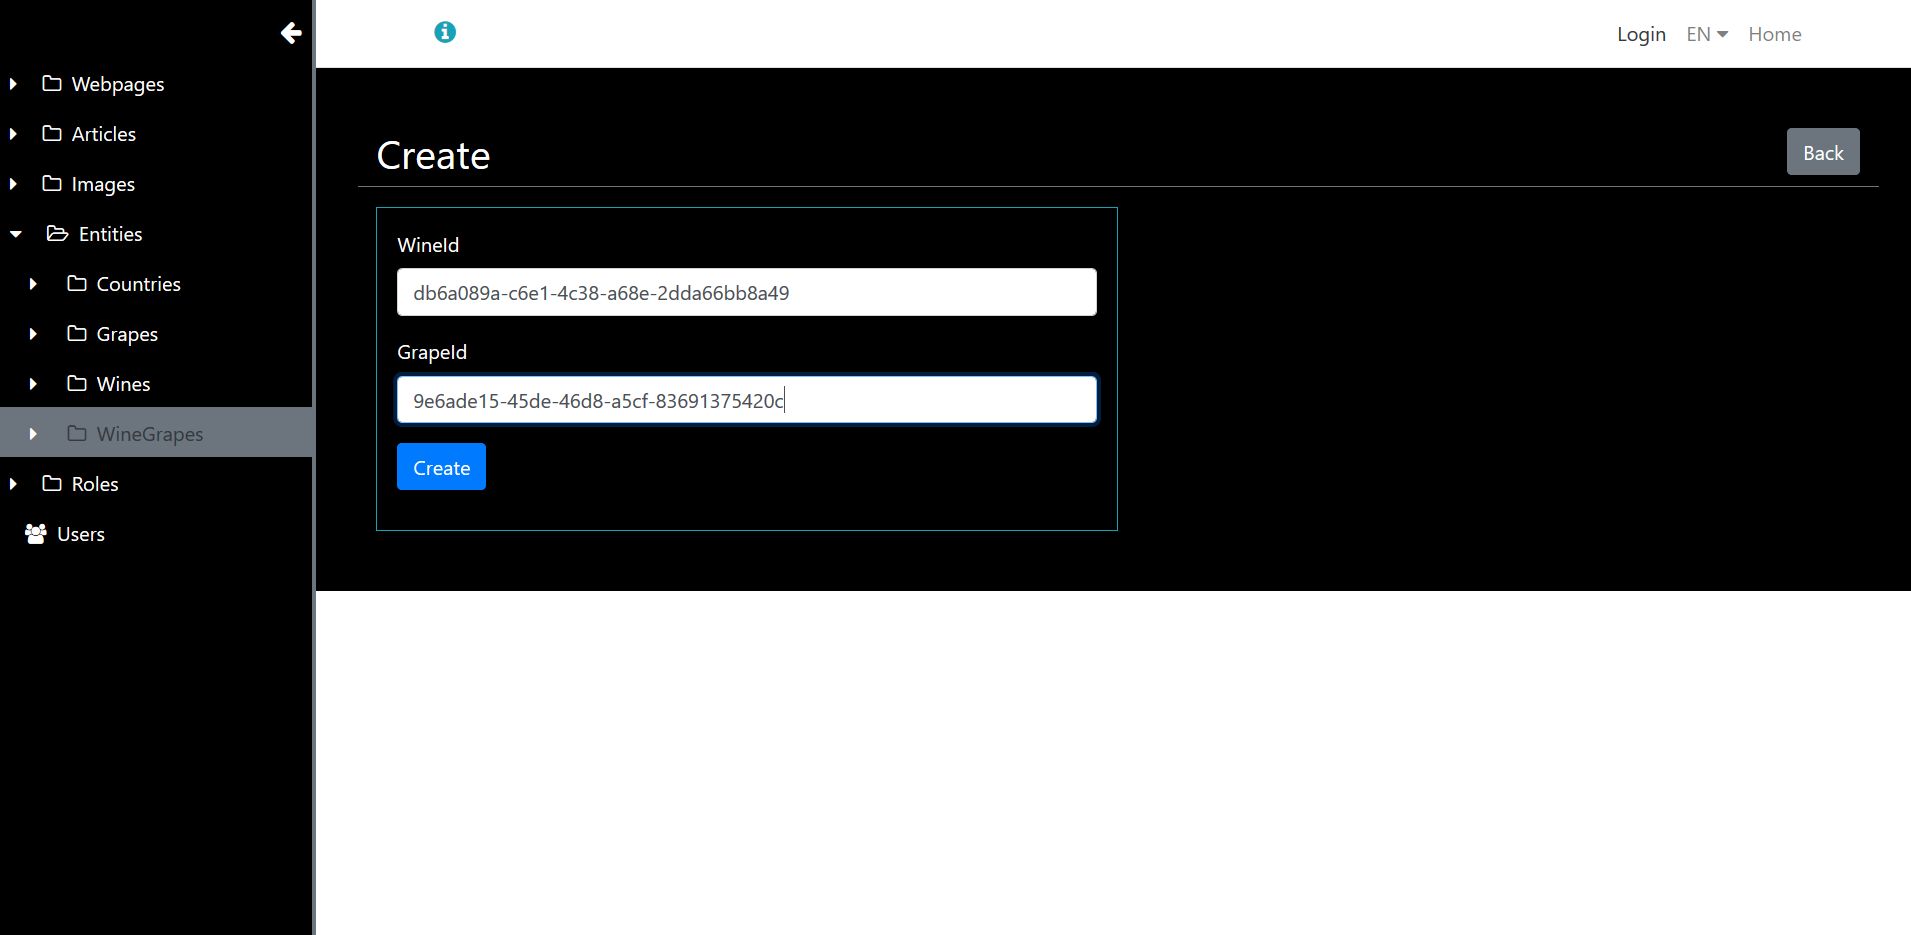 Login EN Home
Webpages
Articles
Images
Entities
Countries
Grapes
Wines
WineGrapes
Roles
Users
Create
Back
WineId
db6a089a-c6e1-4c38-a68e-2dda66bb8a49
GrapeId
9e6ade15-45de-46d8-a5cf-83691375420c
Create